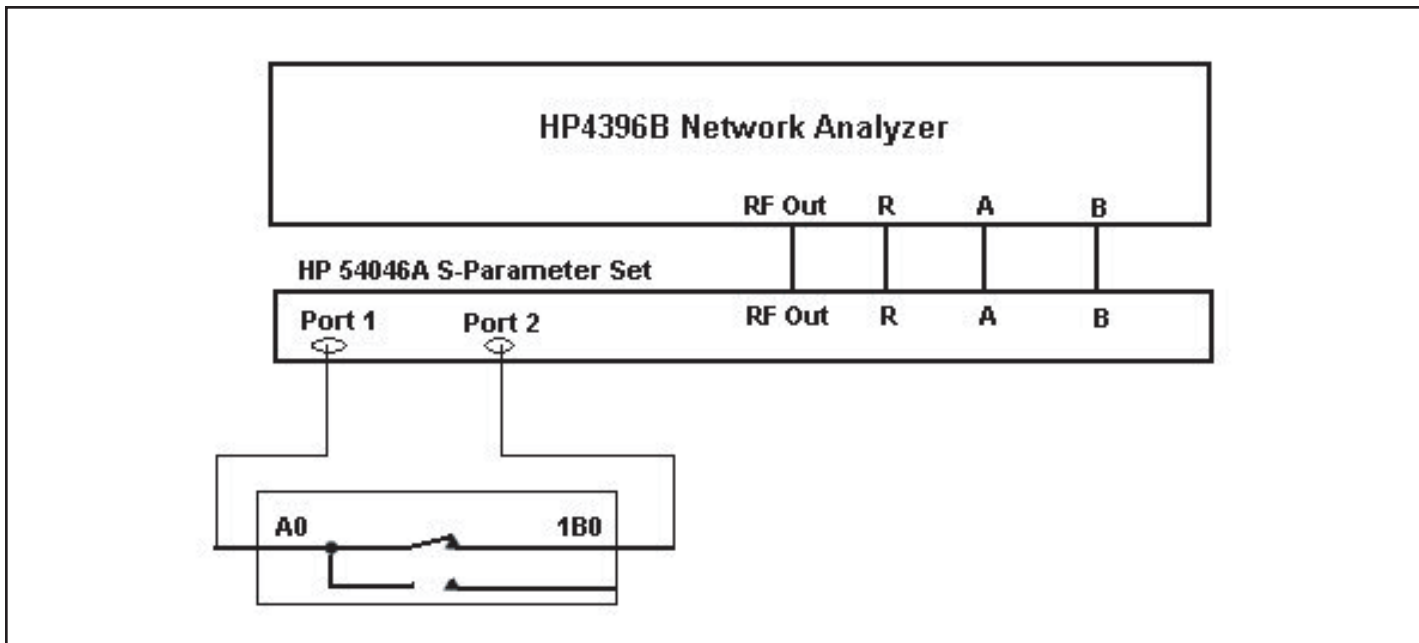 HP4396B Network Analyzer
RF Out R A B
HP 54046A S-Parameter Set
Port 1 Port 2 RF Out R A B
A0 1B0